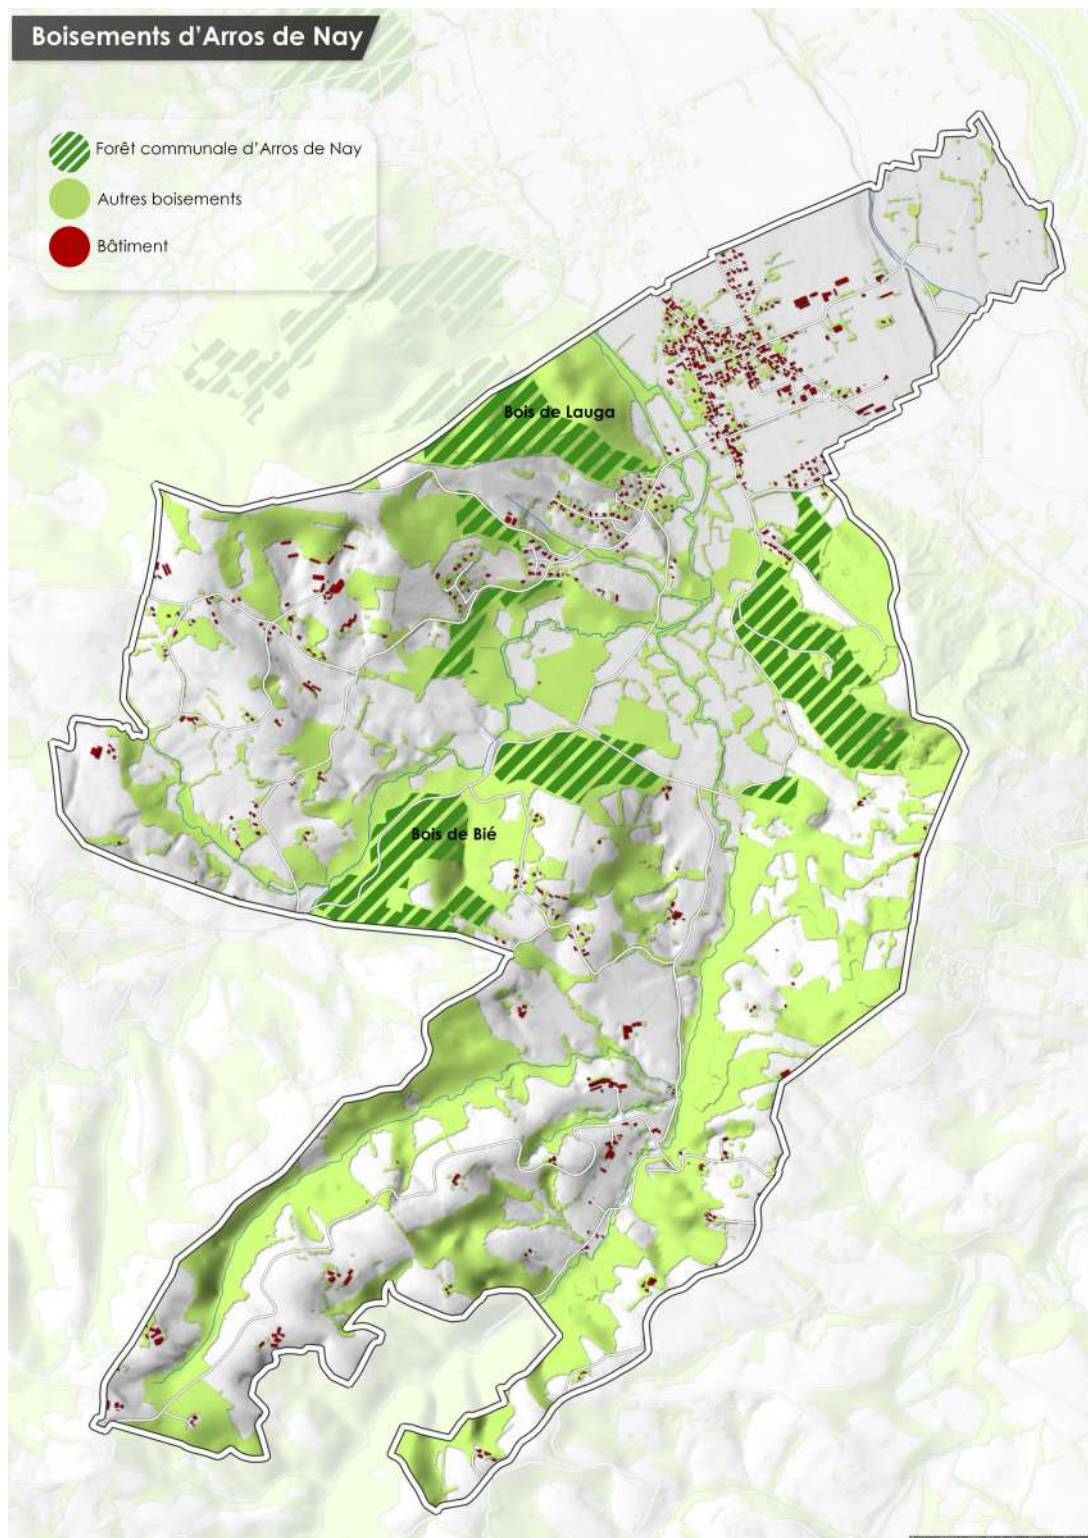 Boisements d'Arros de Nay
Forêt communale d'Arros de Nay
Autres boisements
Bâtiment
Bois de Lauga
Bois de Bié